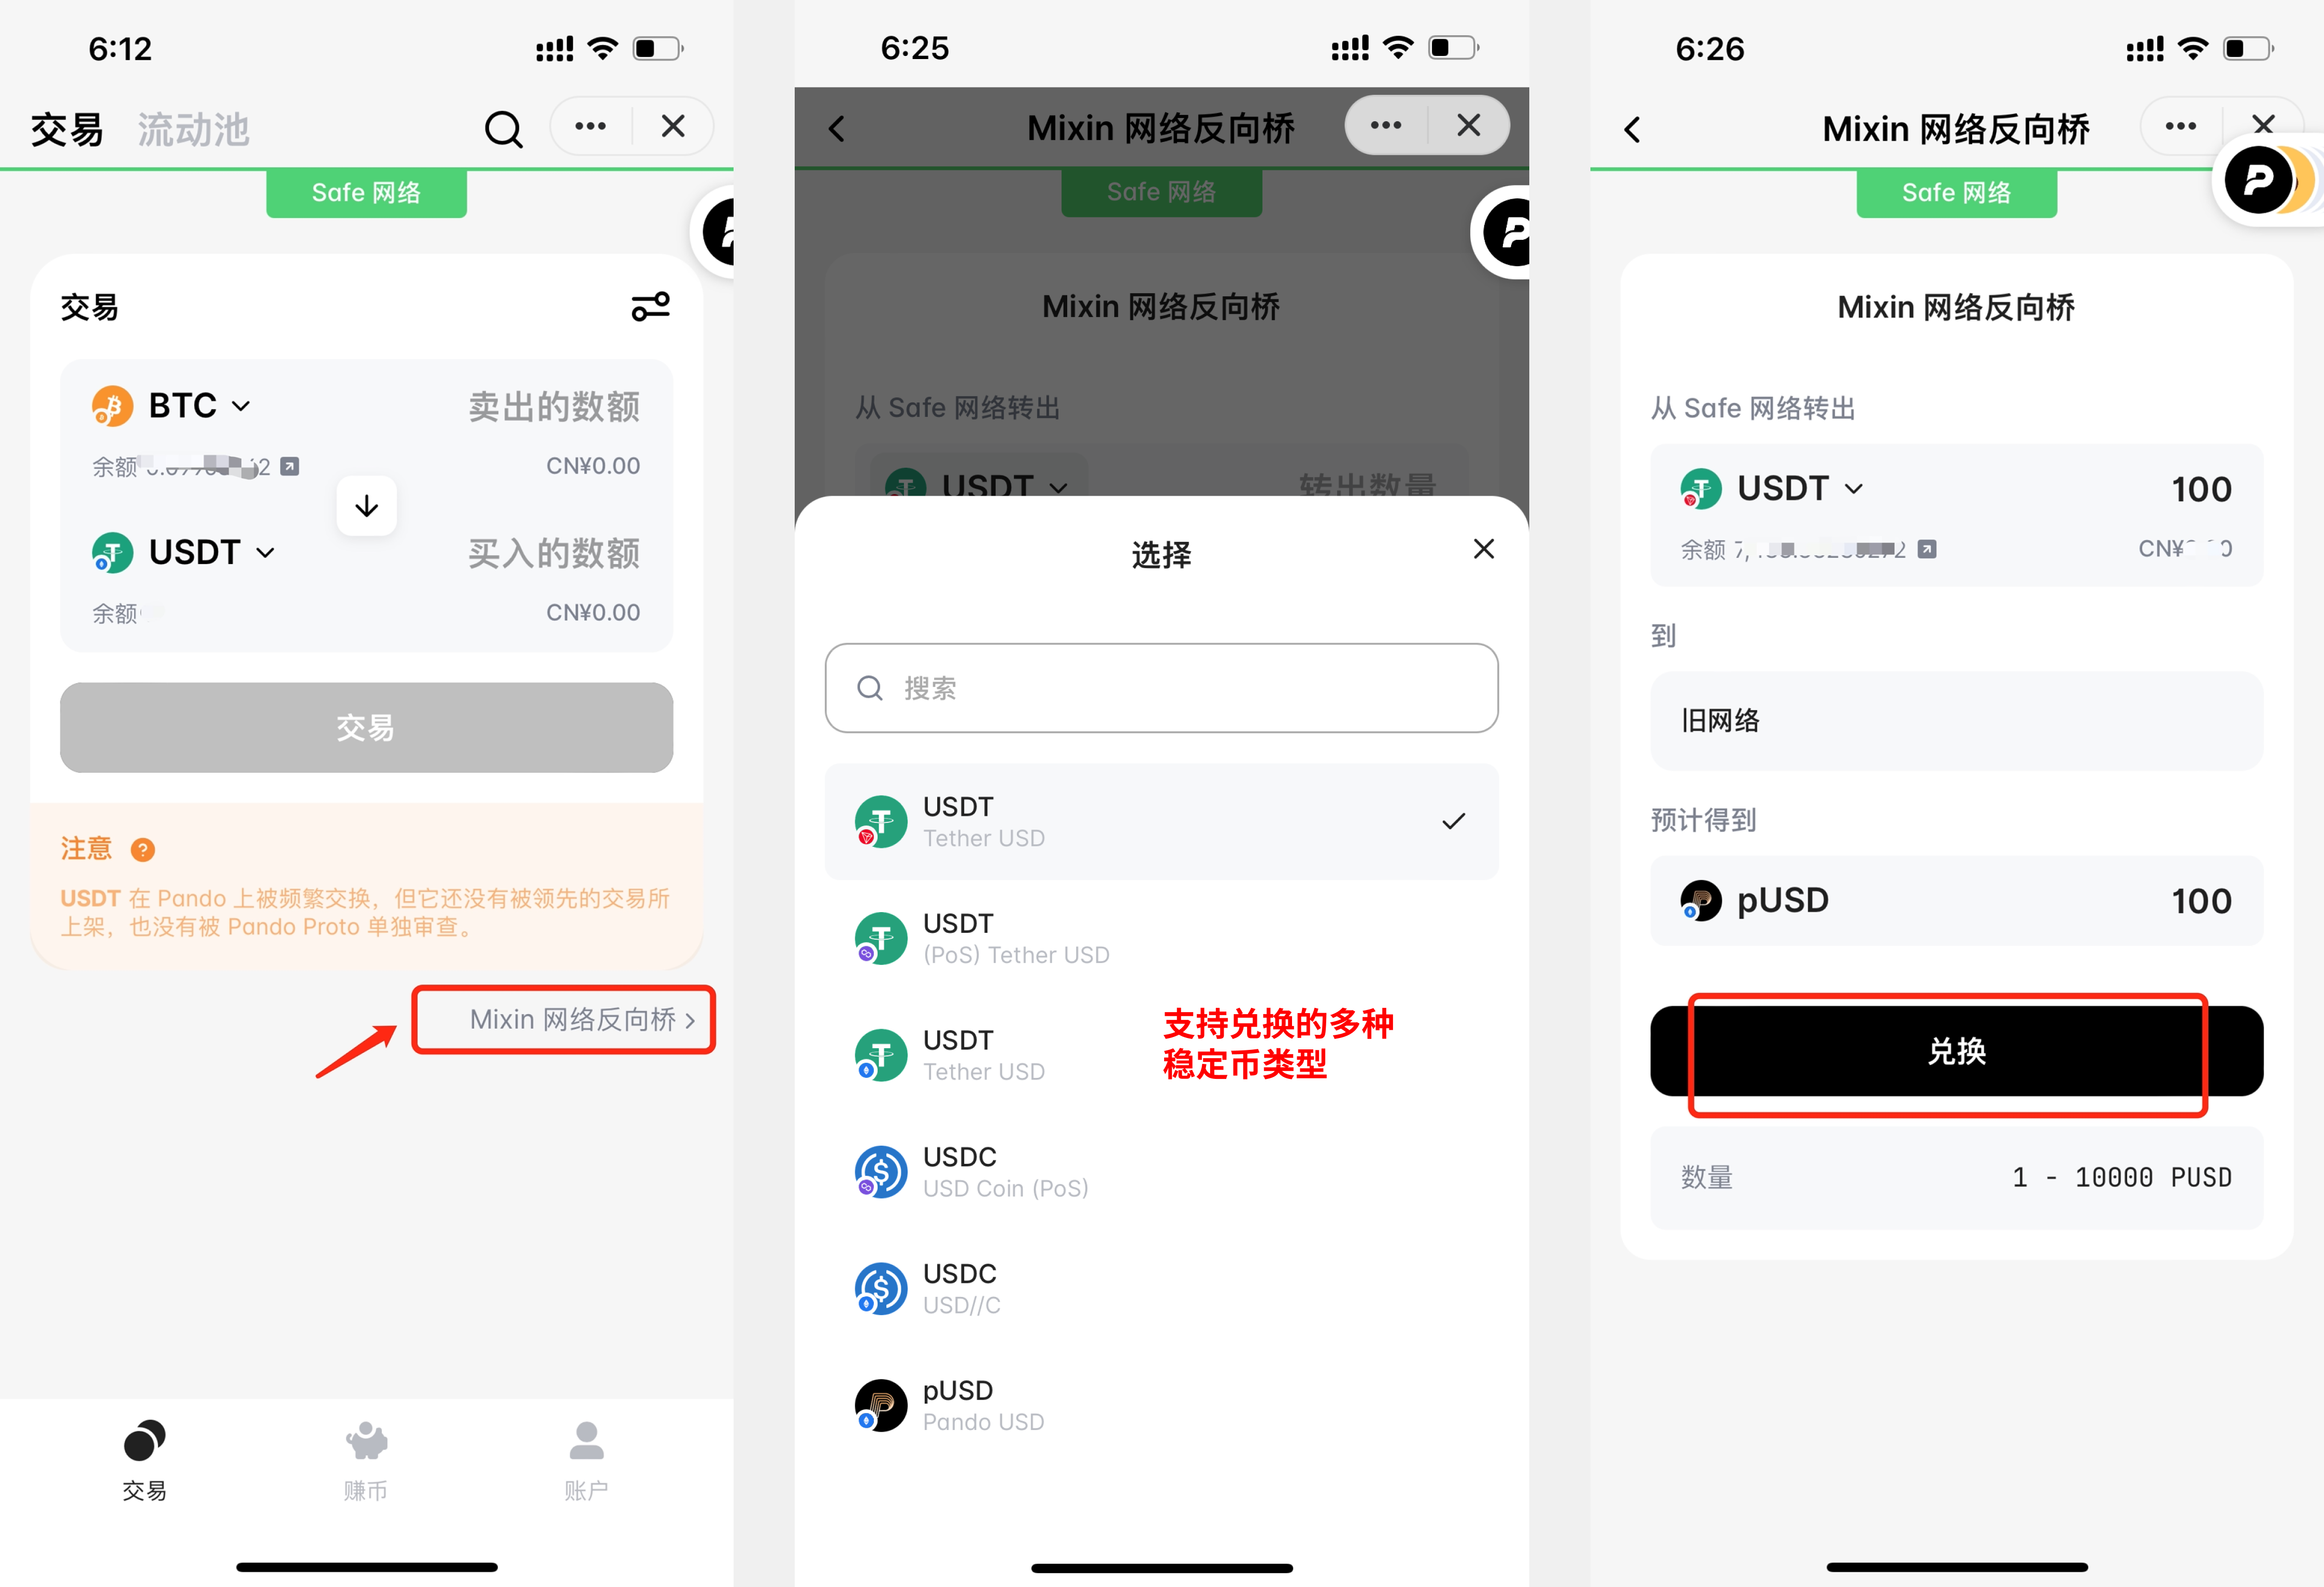 6:12
交易 流动池
Safe 网络
交易
BTC 卖出的数额
余额 CN¥0.00
USDT 买入的数额
余额 CN¥0.00
交易
注意 ?
USDT 在 Pando 上被频繁交换，但它还没有被领先的交易所
上架，也没有被 Pando Proto 单独审查。
Mixin 网络反向桥 >
交易 赚币 账户
6:25
Mixin 网络反向桥
Safe 网络
Mixin 网络反向桥
从 Safe 网络转出
USDT 转出数量
选择
搜索
USDT
Tether USD
USDT
(PoS) Tether USD
USDT
Tether USD
支持兑换的多种
稳定币类型
USDC
USD Coin (PoS)
USDC
USD//C
pUSD
Pando USD
6:26
Mixin 网络反向桥
Safe 网络
Mixin 网络反向桥
从 Safe 网络转出
USDT 100
余额 CN¥
到
旧网络
预计得到
pUSD 100
兑换
数量 1 - 10000 PUSD